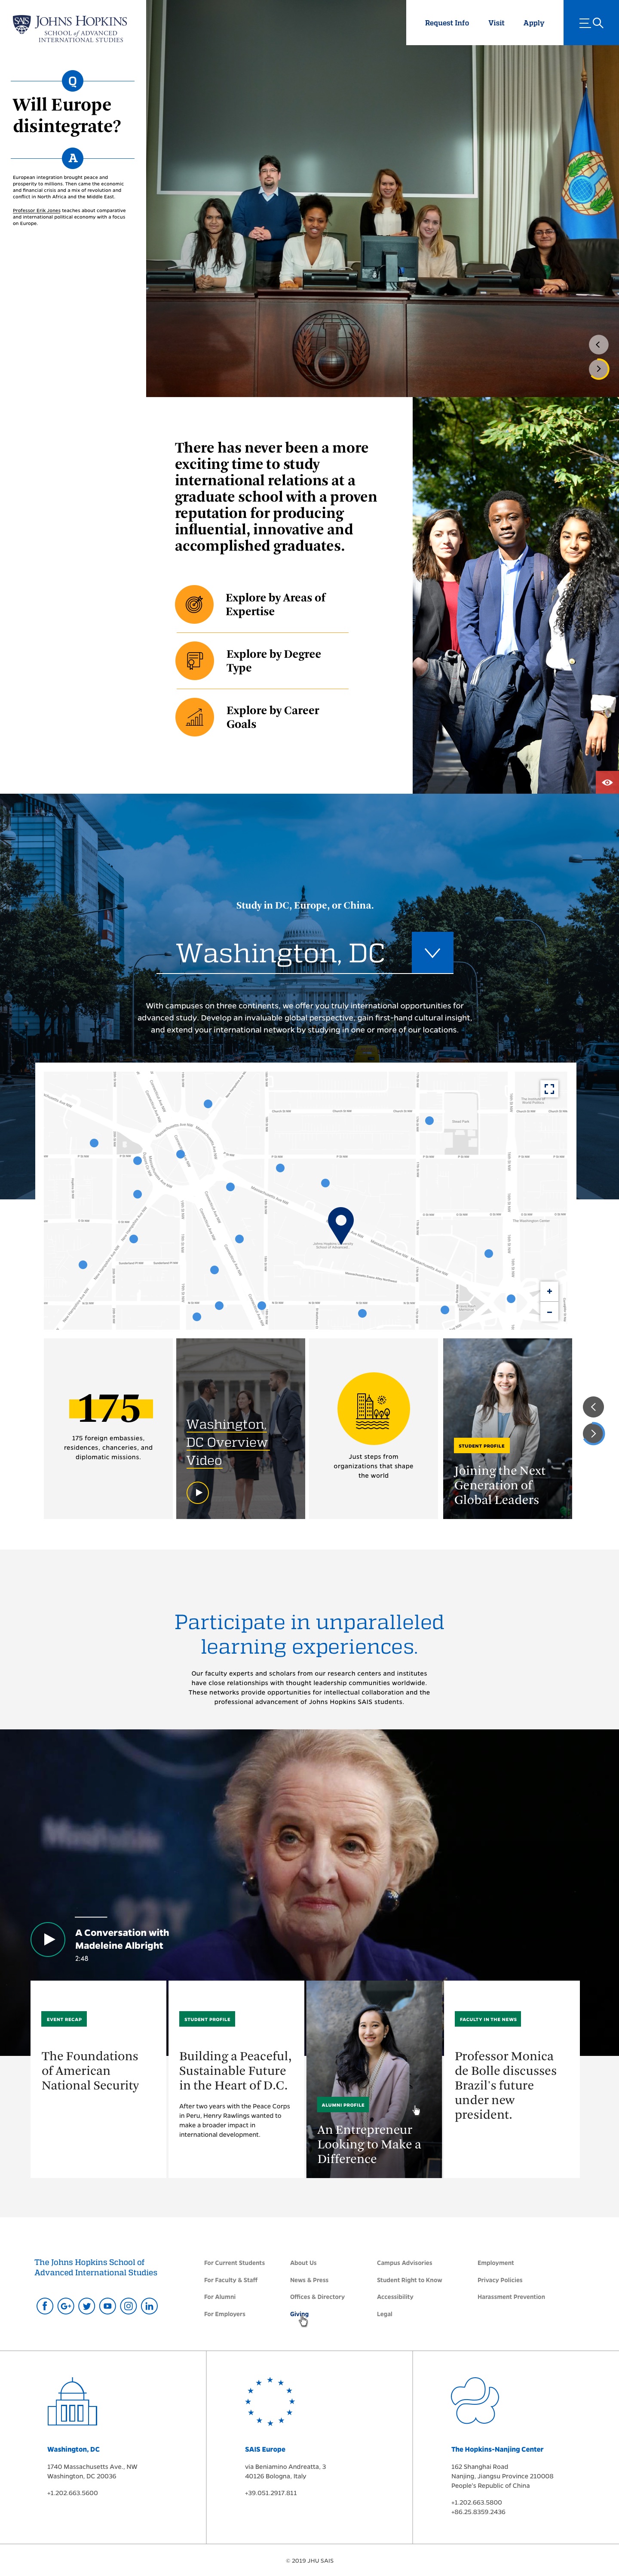 SAIS
JOHNS HOPKINS
SCHOOL of ADVANCED
INTERNATIONAL STUDIES
Request Info
Visit
Apply
Q
Will Europe
disintegrate?
A
European integration brought peace and
prosperity to millions. Then came the economic
and financial crisis and a mix of revolution and
conflict in North Africa and the Middle East.
Professor Erik Jones teaches about comparative
and international political economy with a focus
on Europe.
There has never been a more
exciting time to study
international relations at a
graduate school with a proven
reputation for producing
influential, innovative and
accomplished graduates.
Explore by Areas of
Expertise
Explore by Degree
Type
Explore by Career
Goals
Study in DC, Europe, or China.
Washington, DC
With campuses on three continents, we offer you truly international opportunities for
advanced study. Develop an invaluable global perspective, gain first-hand cultural insight,
and extend your international network by studying in one or more of our locations.
+
−
175
175 foreign embassies,
residences, chanceries, and
diplomatic missions.
Washington,
DC Overview
Video
Just steps from
organizations that shape
the world
STUDENT PROFILE
Joining the Next
Generation of
Global Leaders
Participate in unparalleled
learning experiences.
Our faculty experts and scholars from our research centers and institutes
have close relationships with thought leadership communities worldwide.
These networks provide opportunities for intellectual collaboration and the
professional advancement of Johns Hopkins SAIS students.
A Conversation with
Madeleine Albright
2:48
EVENT RECAP
The Foundations
of American
National Security
STUDENT PROFILE
Building a Peaceful,
Sustainable Future
in the Heart of D.C.
After two years with the Peace Corps
in Peru, Henry Rawlings wanted to
make a broader impact in
international development.
ALUMNI PROFILE
An Entrepreneur
Looking to Make a
Difference
FACULTY IN THE NEWS
Professor Monica
de Bolle discusses
Brazil's future
under new
president.
The Johns Hopkins School of
Advanced International Studies
For Current Students
For Faculty & Staff
For Alumni
For Employers
About Us
News & Press
Offices & Directory
Giving
Campus Advisories
Student Right to Know
Accessibility
Legal
Employment
Privacy Policies
Harassment Prevention
Washington, DC
1740 Massachusetts Ave., NW
Washington, DC 20036
+1.202.663.5600
SAIS Europe
via Beniamino Andreatta, 3
40126 Bologna, Italy
+39.051.2917.811
The Hopkins-Nanjing Center
162 Shanghai Road
Nanjing, Jiangsu Province 210008
People's Republic of China
+1.202.663.5800
+86.25.8359.2436
© 2019 JHU SAIS